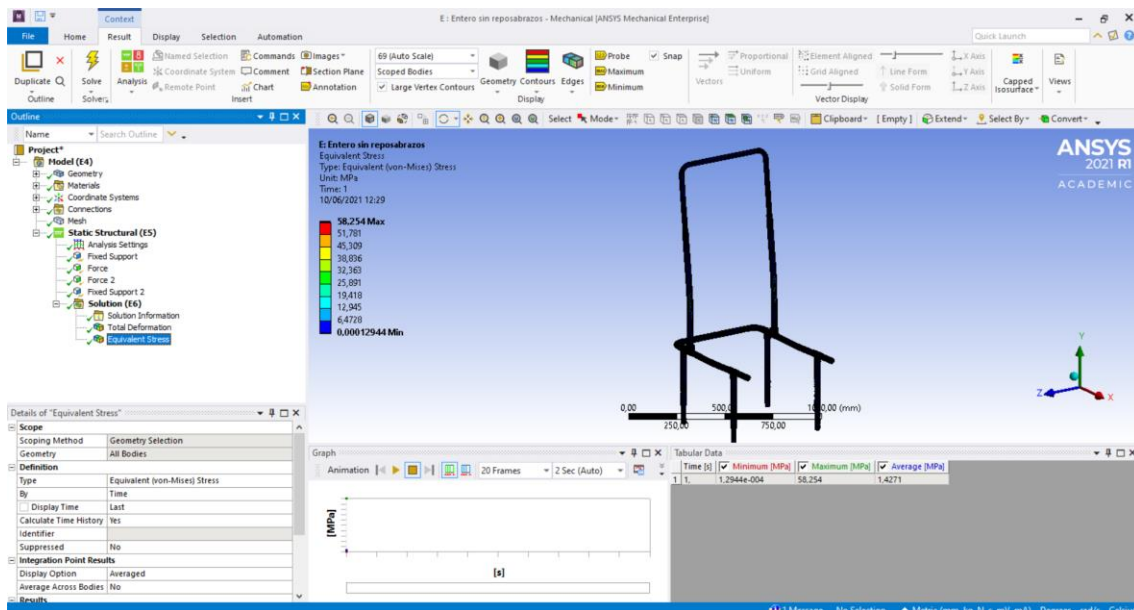 E : Entero sin reposabrazos - Mechanical [ANSYS Mechanical Enterprise]
Context
File Home Result Display Selection Automation
Quick Launch
Duplicate
Outline
Solve
Solver
Analysis
Named Selection
Coordinate System
Remote Point
Commands
Comment
Chart
Images
Section Plane
Annotation
Insert
69 (Auto Scale)
Scoped Bodies
Large Vertex Contours
Geometry Contours Edges
Display
Probe
Maximum
Minimum
Snap
Vectors
Proportional
Uniform
Element Aligned
Grid Aligned
Line Form
Solid Form
X Axis
Y Axis
Z Axis
Vector Display
Capped Isosurface
Views
Outline
Name Search Outline
Select Mode Clipboard [Empty] Extend Select By Convert
Project*
Model (E4)
Geometry
Materials
Coordinate Systems
Connections
Mesh
Static Structural (E5)
Analysis Settings
Fixed Support
Force
Force 2
Fixed Support 2
Solution (E6)
Solution Information
Total Deformation
Equivalent Stress
E: Entero sin reposabrazos
Equivalent Stress
Type: Equivalent (von-Mises) Stress
Unit: MPa
Time: 1
10/06/2021 12:29
58,254 Max
51,781
45,309
38,836
32,363
25,891
19,418
12,945
6,4728
0,00012944 Min
ANSYS
2021 R1
ACADEMIC
Y
Z X
0,00 500,00 1000,00 (mm)
250,00 750,00
Details of "Equivalent Stress"
Scope
Scoping Method Geometry Selection
Geometry All Bodies
Definition
Type Equivalent (von-Mises) Stress
By Time
Display Time Last
Calculate Time History Yes
Identifier
Suppressed No
Integration Point Results
Display Option Averaged
Average Across Bodies No
Results
Graph
Animation 20 Frames 2 Sec (Auto)
[MPa]
[s]
Tabular Data
Time [s] Minimum [MPa] Maximum [MPa] Average [MPa]
1 1, 1,2944e-004 58,254 1,4271